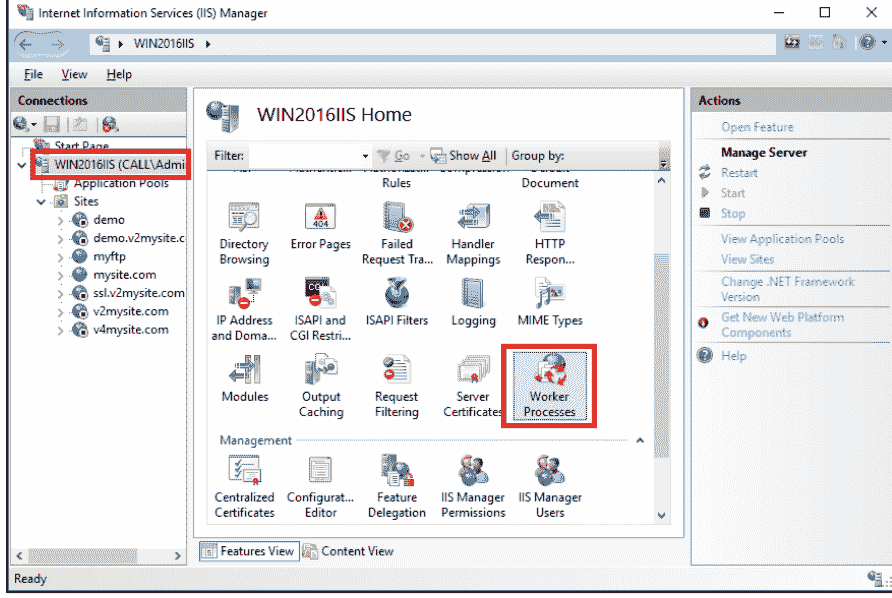 Internet Information Services (IIS) Manager
WIN2016IIS
File View Help
Connections
Start Page
WIN2016IIS (CALL\Admi
Application Pools
Sites
demo
demo.v2mysite.c
myftp
mysite.com
ssl.v2mysite.com
v2mysite.com
v4mysite.com
WIN2016IIS Home
Filter: Go Show All Group by:
Rules Document
Directory Browsing
Error Pages
404
Failed Request Tra...
Handler Mappings
HTTP Respon...
IP Address and Doma...
ISAPI and CGI Restri...
ISAPI Filters
Logging
MIME Types
Modules
Output Caching
Request Filtering
Server Certificates
Worker Processes
Management
Centralized Certificates
Configurat... Editor
Feature Delegation
IIS Manager Permissions
IIS Manager Users
Features View Content View
Actions
Open Feature
Manage Server
Restart
Start
Stop
View Application Pools
View Sites
Change .NET Framework
Version
Get New Web Platform
Components
Help
Ready